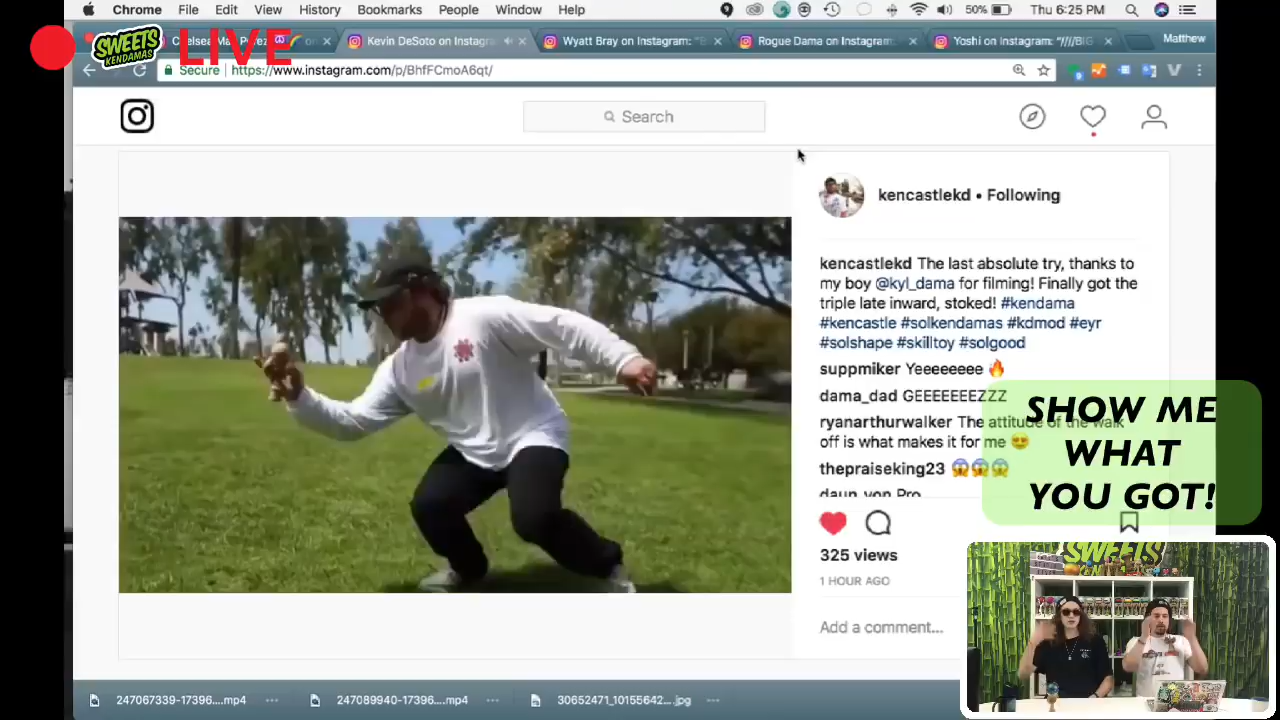 Chrome File Edit View History Bookmarks People Window Help 50% Thu 6:25 PM
SWEETS KENDAMAS LIVE
Kevin DeSoto on Instagra
Wyatt Bray on Instagram: "
Rogue Dama on Instagram:
Yoshi on Instagram: "////BIG
Matthew
Secure https://www.instagram.com/p/BhfFCmoA6qt/
Search
kencastlekd • Following
kencastlekd The last absolute try, thanks to
my boy @kyl_dama for filming! Finally got the
triple late inward, stoked! #kendama
#kencastle #solkendamas #kdmod #eyr
#solshape #skilltoy #solgood
suppmiker Yeeeeeeee
dama_dad GEEEEEEEZZZ
ryanarthurwalker The attitude of the walk
off is what makes it for me
thepraiseking23
daun_von Pro
SHOW ME
WHAT
YOU GOT!
325 views
1 HOUR AGO
Add a comment...
SWEETS
247067339-17396....mp4
247089940-17396....mp4
30652471_10155642....jpg